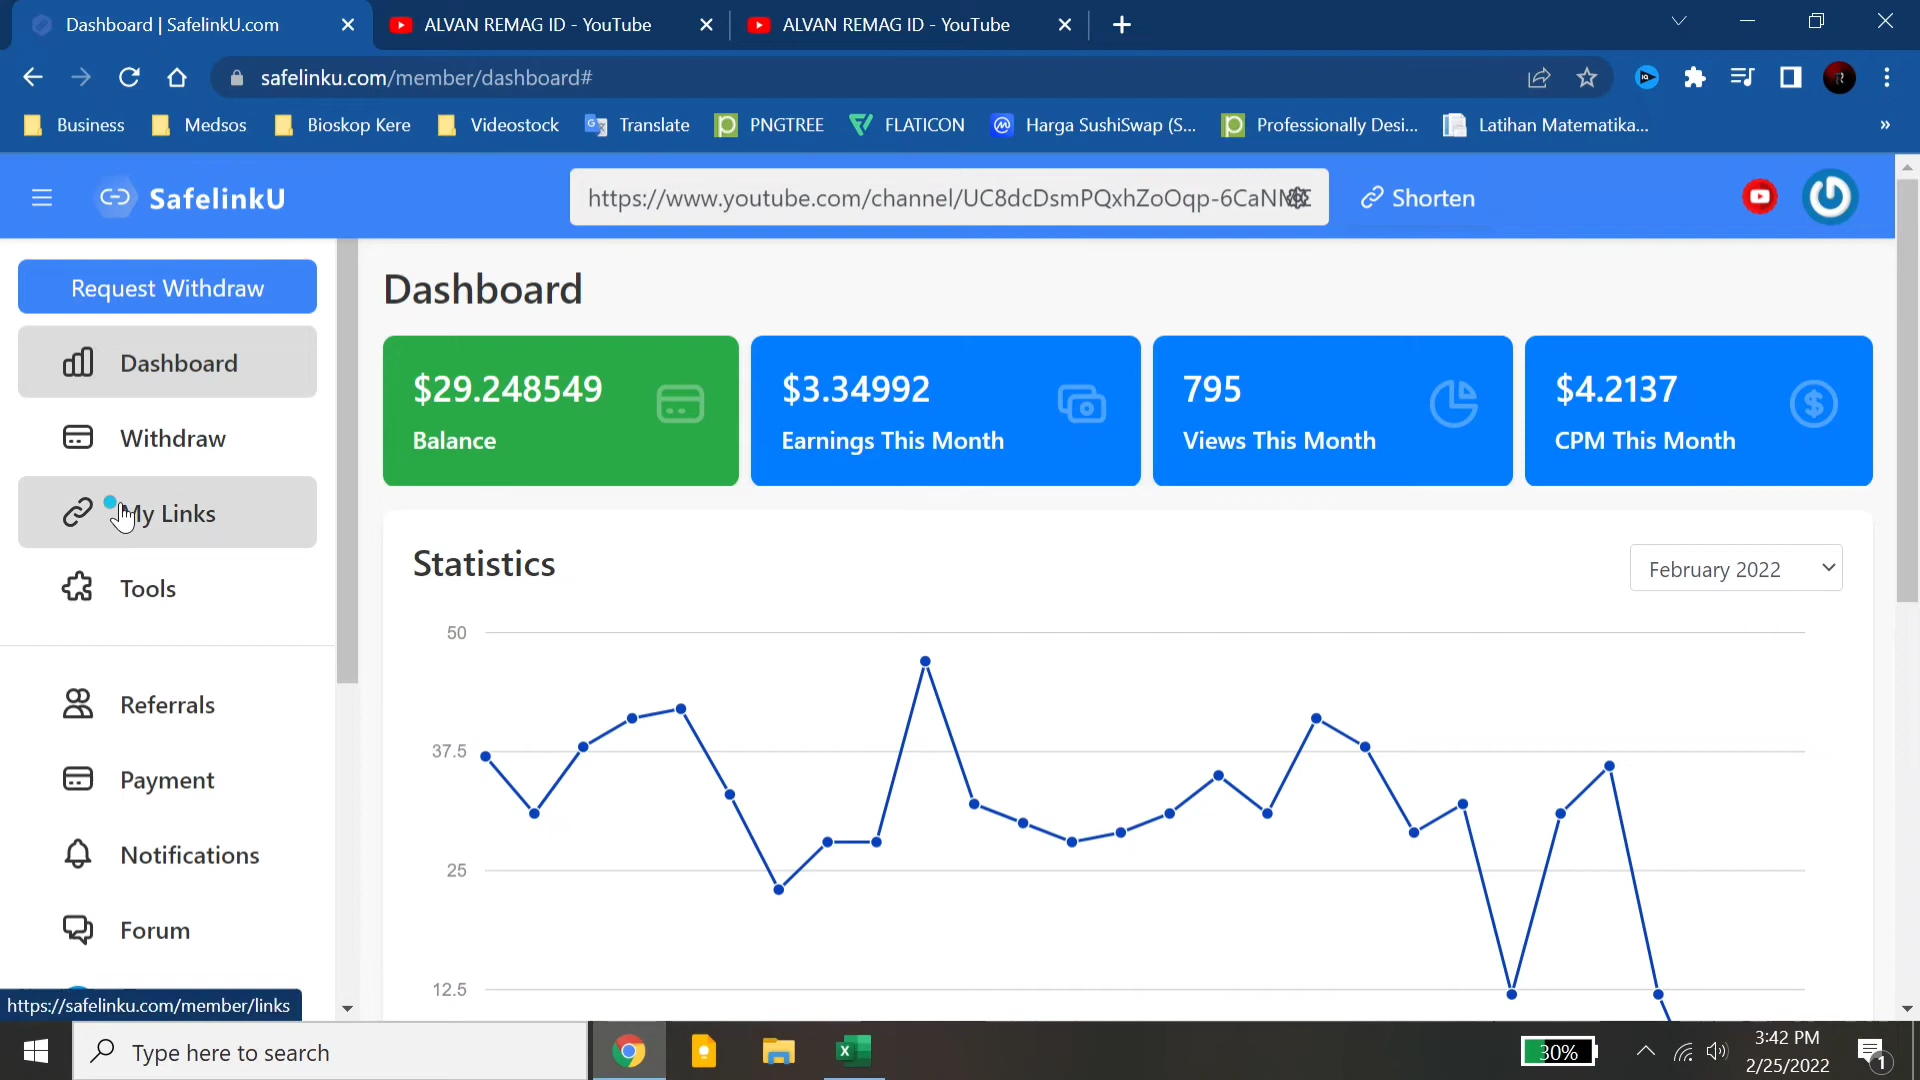 Dashboard | SafelinkU.com
ALVAN REMAG ID - YouTube
ALVAN REMAG ID - YouTube
safelinku.com/member/dashboard#
Business
Medsos
Bioskop Kere
Videostock
Translate
PNGTREE
FLATICON
Harga SushiSwap (S...
Professionally Desi...
Latihan Matematika...
SafelinkU
https://www.youtube.com/channel/UC8dcDsmPQxhZoOqp-6CaNM
Shorten
Request Withdraw
Dashboard
Withdraw
My Links
Tools
Referrals
Payment
Notifications
Forum
https://safelinku.com/member/links
Dashboard
$29.248549
Balance
$3.34992
Earnings This Month
795
Views This Month
$4.2137
CPM This Month
Statistics
February 2022
50
37.5
25
12.5
Type here to search
30%
3:42 PM
2/25/2022
1